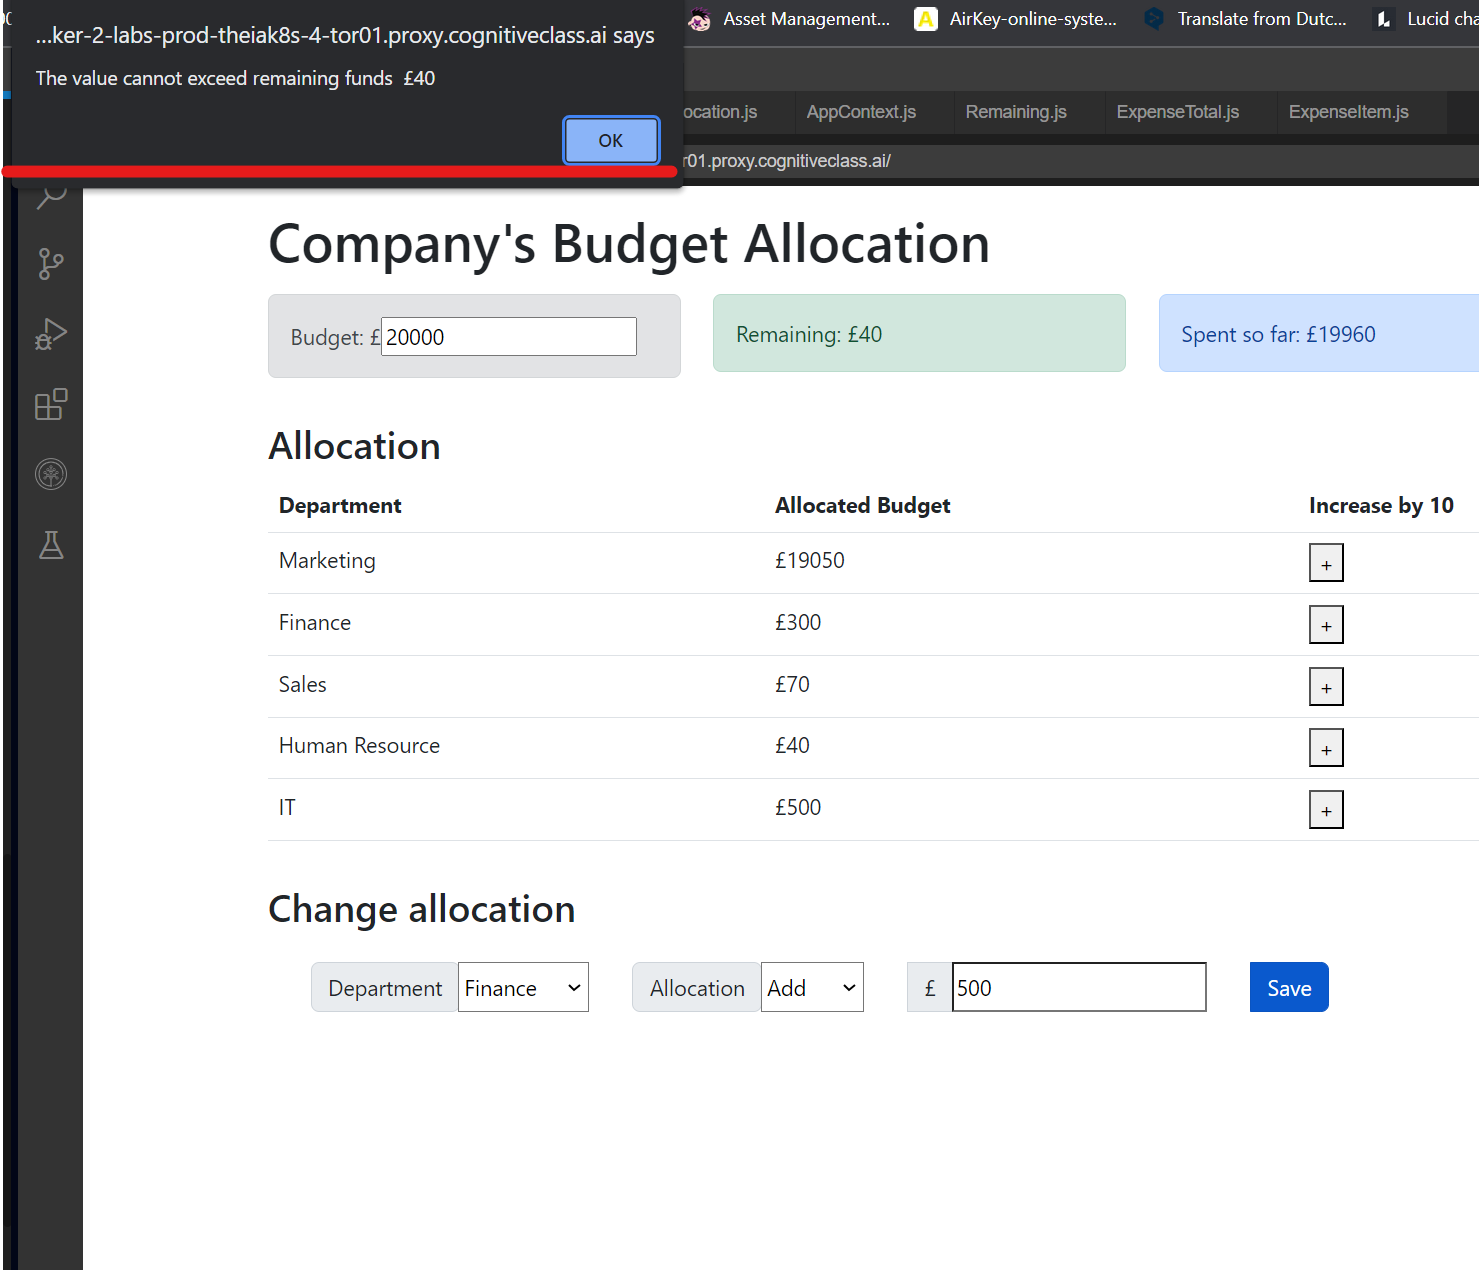 ...ker-2-labs-prod-theiak8s-4-tor01.proxy.cognitiveclass.ai says
The value cannot exceed remaining funds £40
OK
Asset Management... AirKey-online-syste... Translate from Dutc... Lucid cha
ocation.js AppContext.js Remaining.js ExpenseTotal.js ExpenseItem.js
r01.proxy.cognitiveclass.ai/
Company's Budget Allocation
Budget: £ 20000 Remaining: £40 Spent so far: £19960
Allocation
Department Allocated Budget Increase by 10
Marketing £19050 +
Finance £300 +
Sales £70 +
Human Resource £40 +
IT £500 +
Change allocation
Department Finance Allocation Add £ 500 Save